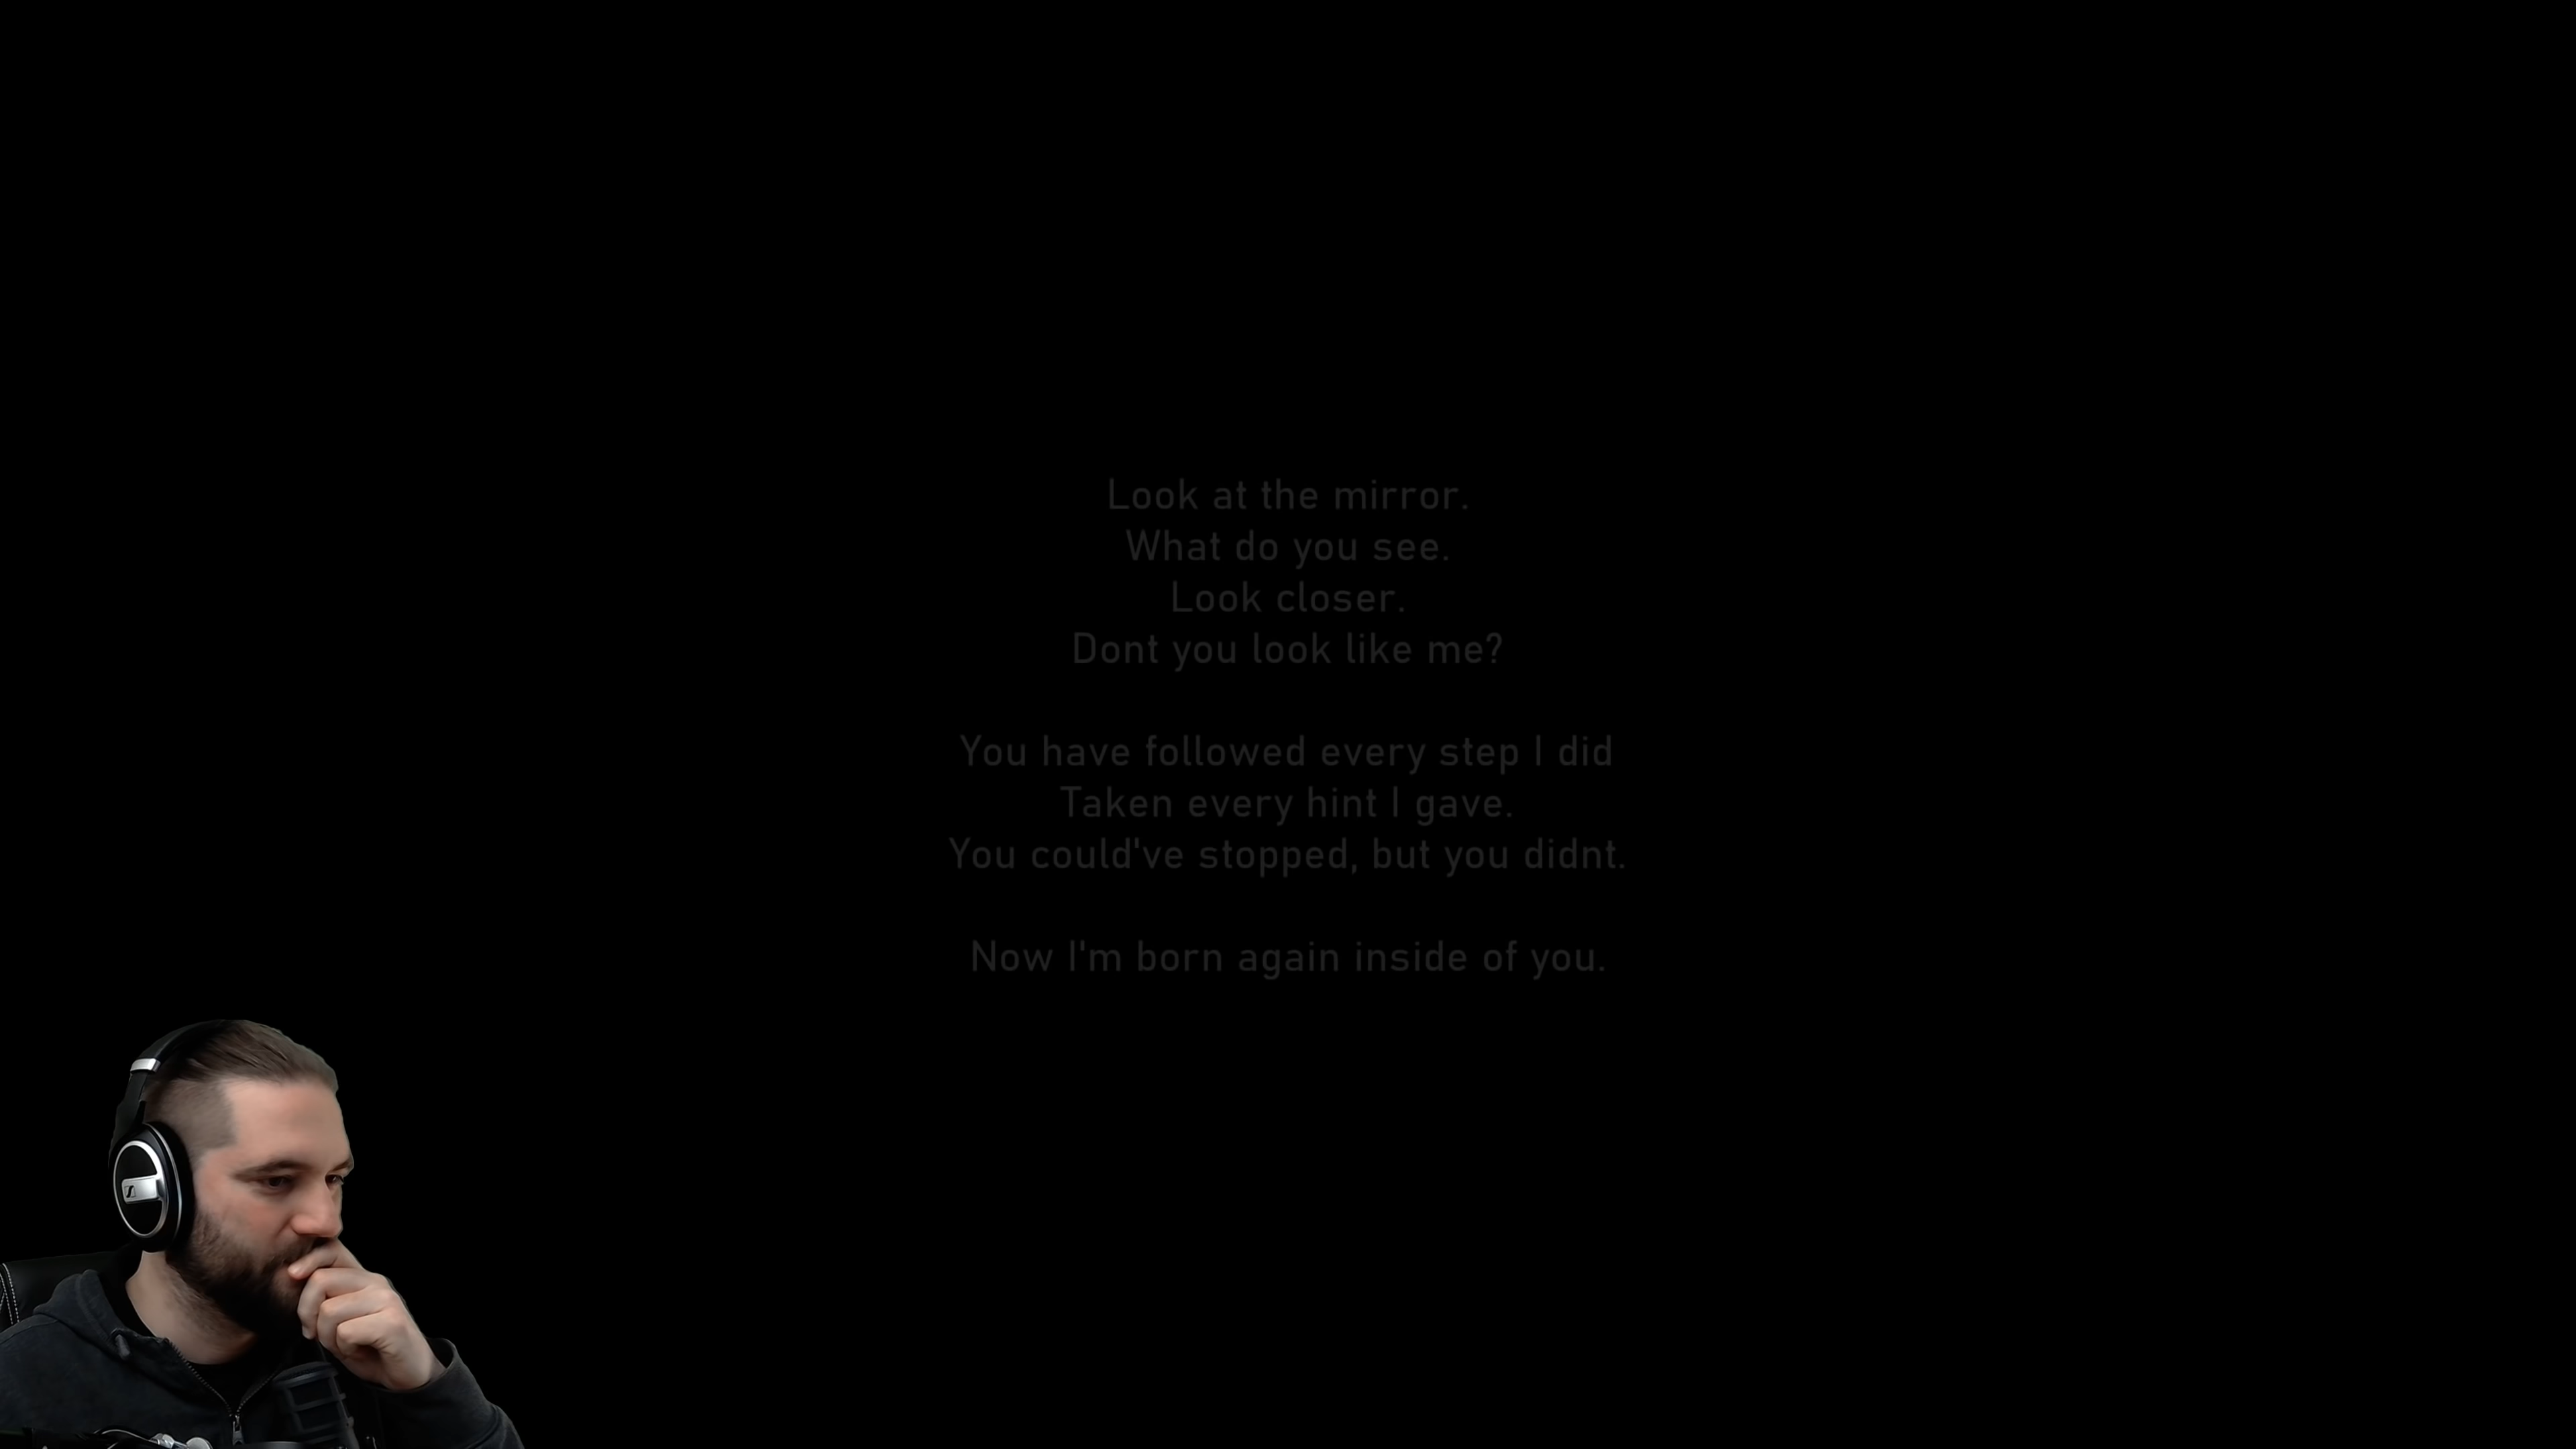 Look at the mirror.
What do you see.
Look closer.
Dont you look like me?
You have followed every step I did
Taken every hint I gave.
You could've stopped, but you didnt.
Now I'm born again inside of you.